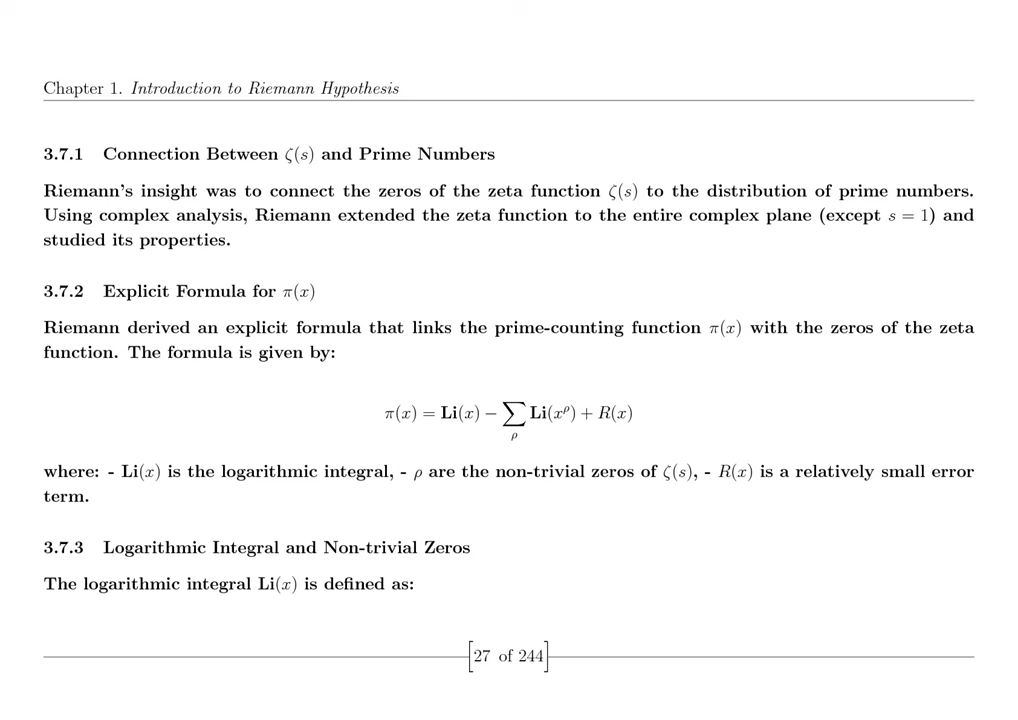 Chapter 1. Introduction to Riemann Hypothesis
3.7.1 Connection Between ζ(s) and Prime Numbers
Riemann's insight was to connect the zeros of the zeta function ζ(s) to the distribution of prime numbers.
Using complex analysis, Riemann extended the zeta function to the entire complex plane (except s = 1) and
studied its properties.
3.7.2 Explicit Formula for π(x)
Riemann derived an explicit formula that links the prime-counting function π(x) with the zeros of the zeta
function. The formula is given by:
π(x) = Li(x) − ∑ Li(x^ρ) + R(x)
ρ
where: - Li(x) is the logarithmic integral, - ρ are the non-trivial zeros of ζ(s), - R(x) is a relatively small error
term.
3.7.3 Logarithmic Integral and Non-trivial Zeros
The logarithmic integral Li(x) is defined as:
[27 of 244]